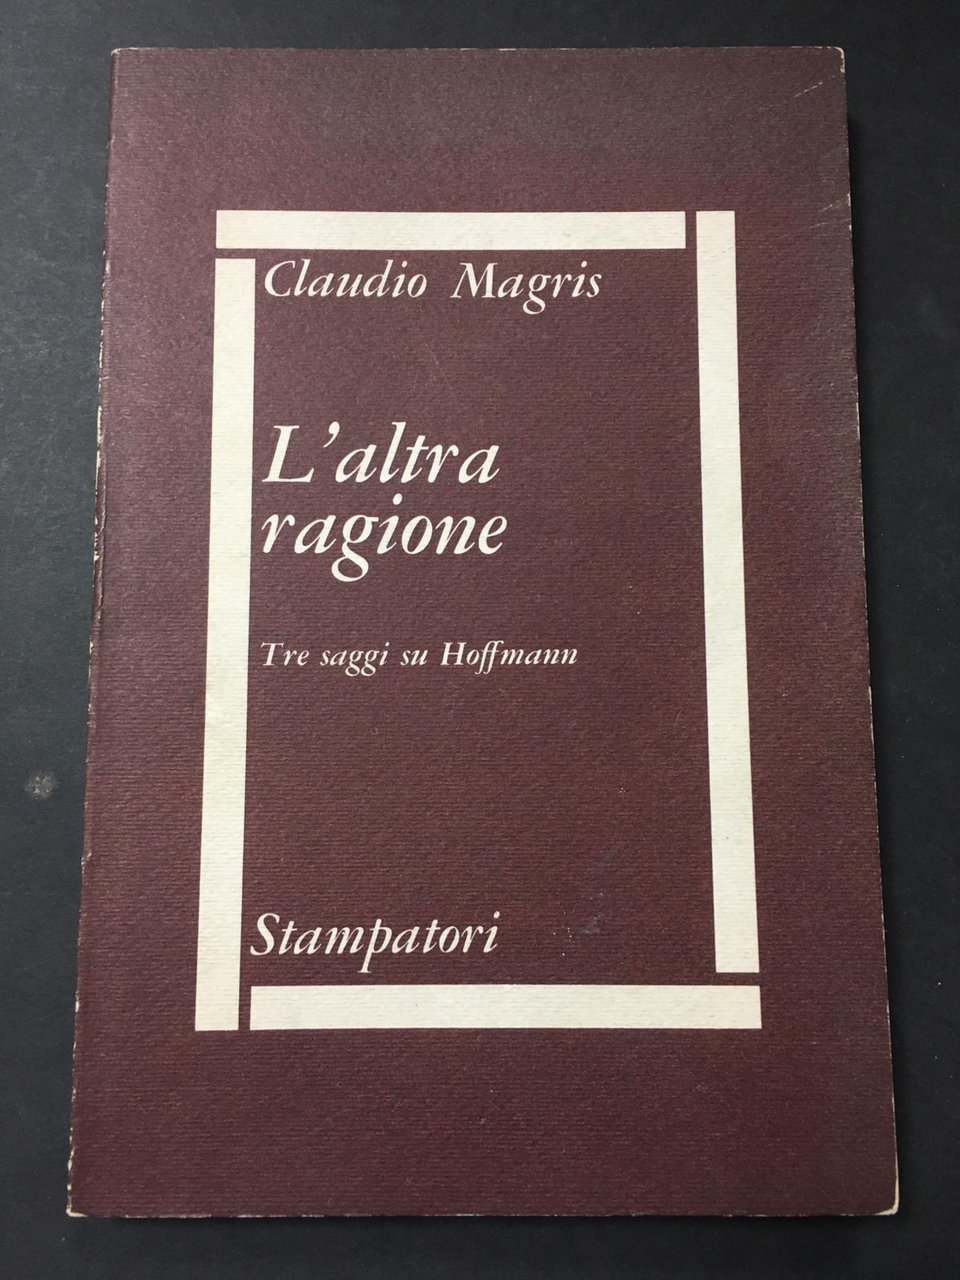 Claudio Magris
L'altra
ragione
Tre saggi su Hoffmann
Stampatori